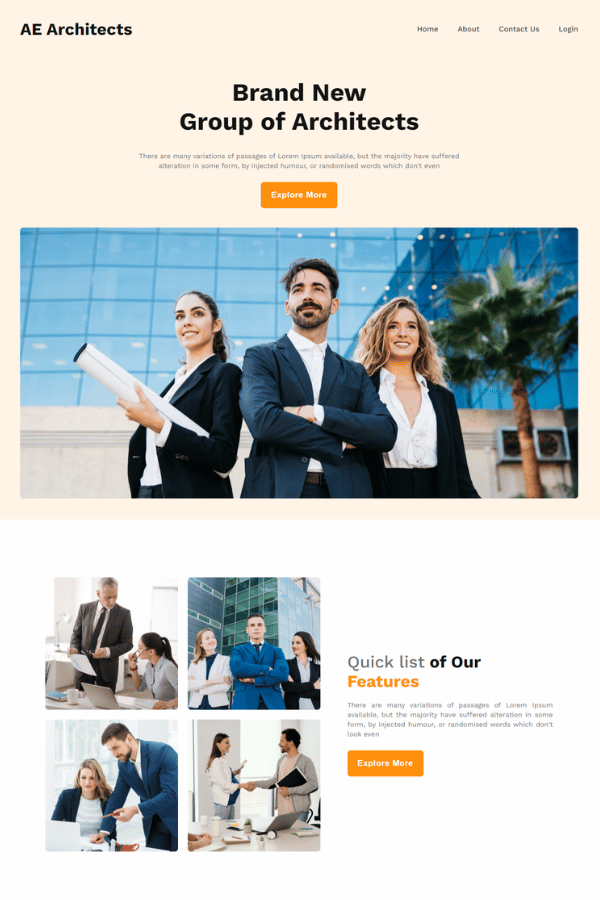 AE Architects
Home About Contact Us Login
Brand New
Group of Architects
There are many variations of passages of Lorem Ipsum available, but the majority have suffered
alteration in some form, by injected humour, or randomised words which don't even
Explore More
Quick list of Our
Features
There are many variations of passages of Lorem Ipsum
available, but the majority have suffered alteration in some
form, by injected humour, or randomised words which don't
look even
Explore More